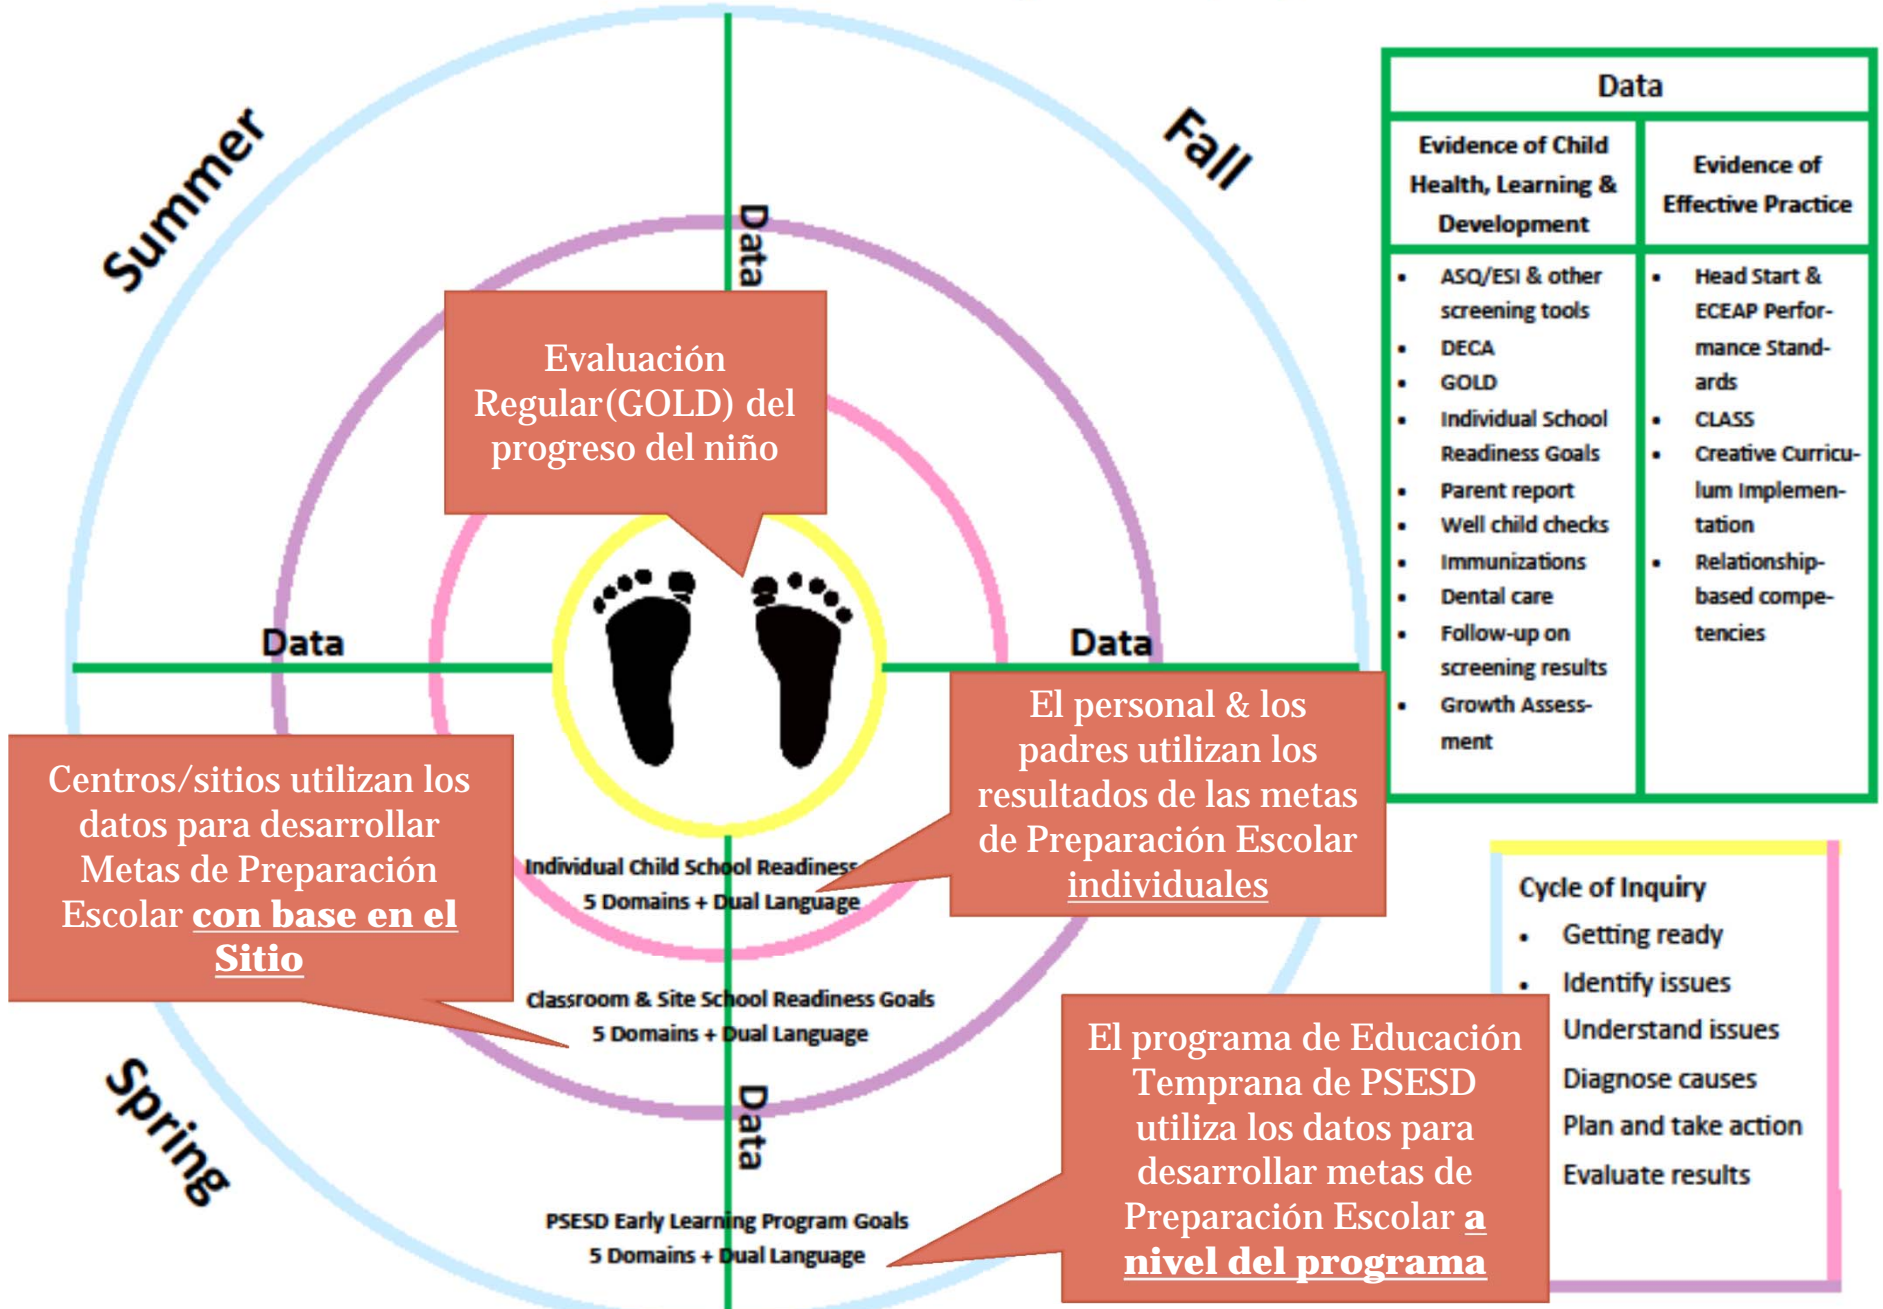 Summer
Fall
Data
Evaluación
Regular(GOLD) del
progreso del niño
Data
Data
Centros/sitios utilizan los
datos para desarrollar
Metas de Preparación
Escolar con base en el
Sitio
El personal & los
padres utilizan los
resultados de las metas
de Preparación Escolar
individuales
Individual Child School Readiness
5 Domains + Dual Language
Classroom & Site School Readiness Goals
5 Domains + Dual Language
Data
Spring
PSESD Early Learning Program Goals
5 Domains + Dual Language
El programa de Educación
Temprana de PSESD
utiliza los datos para
desarrollar metas de
Preparación Escolar a
nivel del programa
Data
Evidence of Child
Health, Learning &
Development
• ASQ/ESI & other
screening tools
• DECA
• GOLD
• Individual School
Readiness Goals
• Parent report
• Well child checks
• Immunizations
• Dental care
• Follow-up on
screening results
• Growth Assess-
ment
Evidence of
Effective Practice
• Head Start &
ECEAP Perfor-
mance Stand-
ards
• CLASS
• Creative Curricu-
lum Implemen-
tation
• Relationship-
based compe-
tencies
Cycle of Inquiry
• Getting ready
• Identify issues
Understand issues
Diagnose causes
Plan and take action
Evaluate results